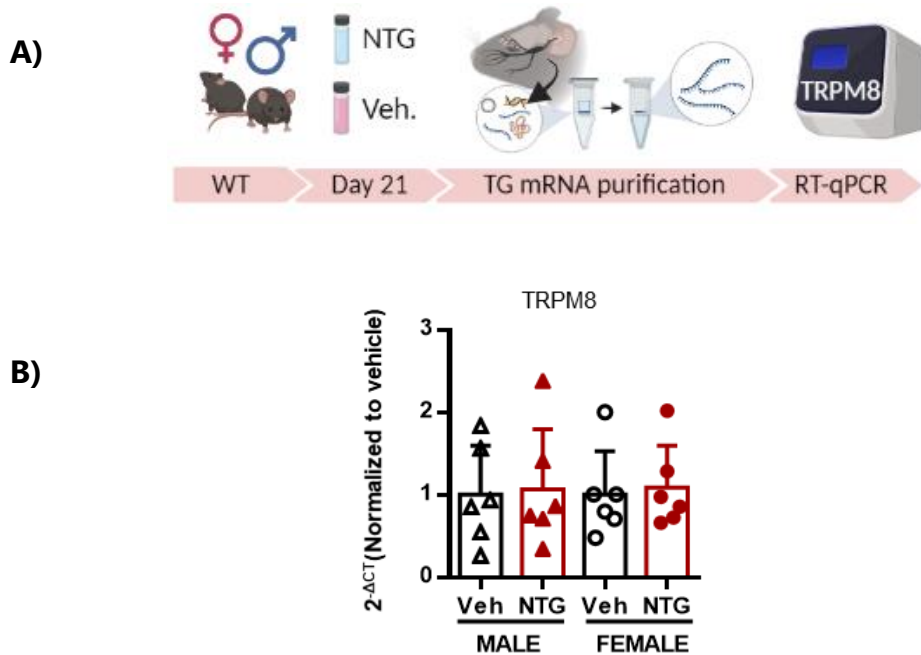 A)
NTG
Veh.
TRPM8
WT
Day 21
TG mRNA purification
RT-qPCR
B)
TRPM8
2-ΔCT(Normalized to vehicle)
3
2
1
0
Veh NTG Veh NTG
MALE FEMALE